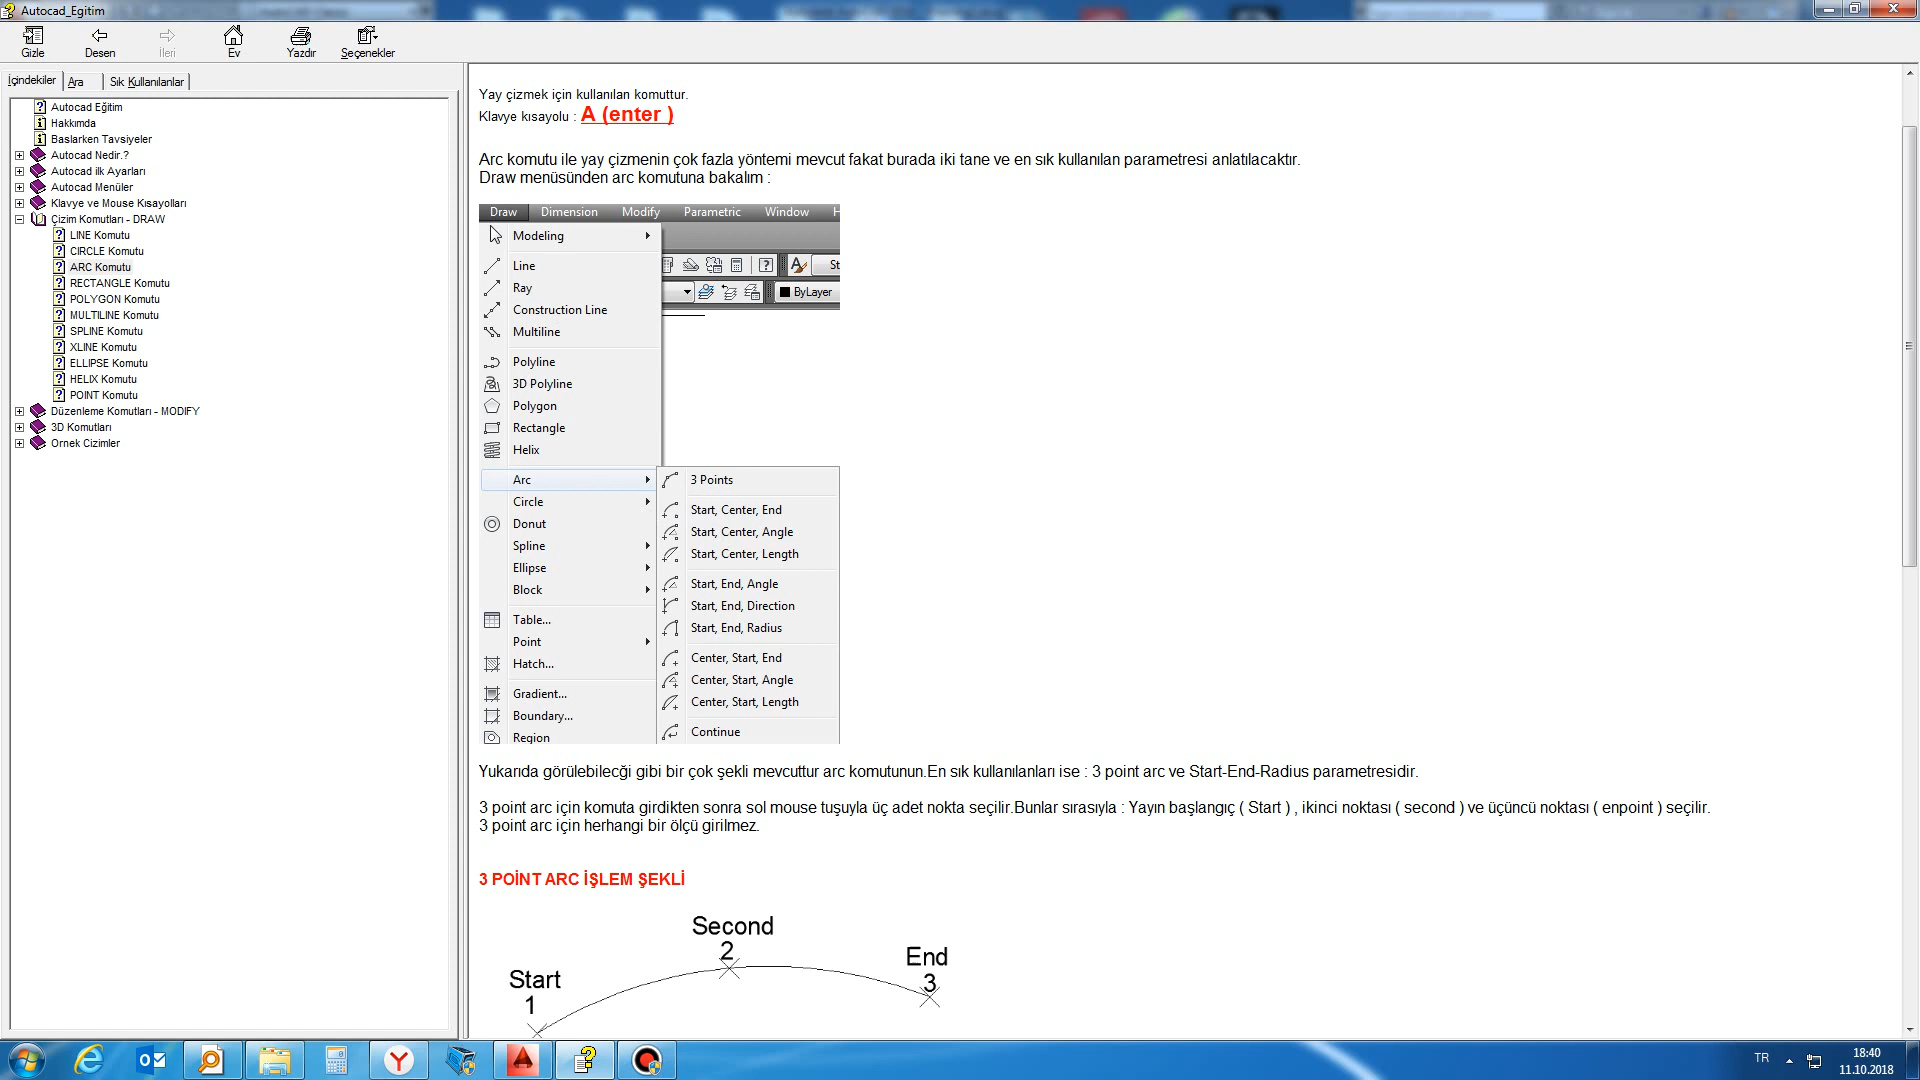 Autocad_Egitim
Gizle
Desen
İleri
Ev
Yazdır
Seçenekler
İçindekiler
Ara
Sık Kullanılanlar
Autocad Eğitim
Hakkımda
Baslarken Tavsiyeler
Autocad Nedir.?
Autocad ilk Ayarları
Autocad Menüler
Klavye ve Mouse Kısayolları
Çizim Komutları - DRAW
LINE Komutu
CIRCLE Komutu
ARC Komutu
RECTANGLE Komutu
POLYGON Komutu
MULTILINE Komutu
SPLINE Komutu
XLINE Komutu
ELLIPSE Komutu
HELIX Komutu
POINT Komutu
Düzenleme Komutları - MODIFY
3D Komutları
Ornek Cizimler
Yay çizmek için kullanılan komuttur.
Klavye kısayolu : A (enter )
Arc komutu ile yay çizmenin çok fazla yöntemi mevcut fakat burada iki tane ve en sık kullanılan parametresi anlatılacaktır.
Draw menüsünden arc komutuna bakalım :
Draw Dimension Modify Parametric Window H
Modeling
Line
St
Ray
ByLayer
Construction Line
Multiline
Polyline
3D Polyline
Polygon
Rectangle
Helix
Arc
Circle
Donut
Spline
Ellipse
Block
Table...
Point
Hatch...
Gradient...
Boundary...
Region
3 Points
Start, Center, End
Start, Center, Angle
Start, Center, Length
Start, End, Angle
Start, End, Direction
Start, End, Radius
Center, Start, End
Center, Start, Angle
Center, Start, Length
Continue
Yukarıda görülebilecği gibi bir çok şekli mevcuttur arc komutunun.En sık kullanılanları ise : 3 point arc ve Start-End-Radius parametresidir.
3 point arc için komuta girdikten sonra sol mouse tuşuyla üç adet nokta seçilir.Bunlar sırasıyla : Yayın başlangıç ( Start ) , ikinci noktası ( second ) ve üçüncü noktası ( enpoint ) seçilir.
3 point arc için herhangi bir ölçü girilmez.
3 POİNT ARC İŞLEM ŞEKLİ
Start
1
Second
2
End
3
TR
18:40
11.10.2018